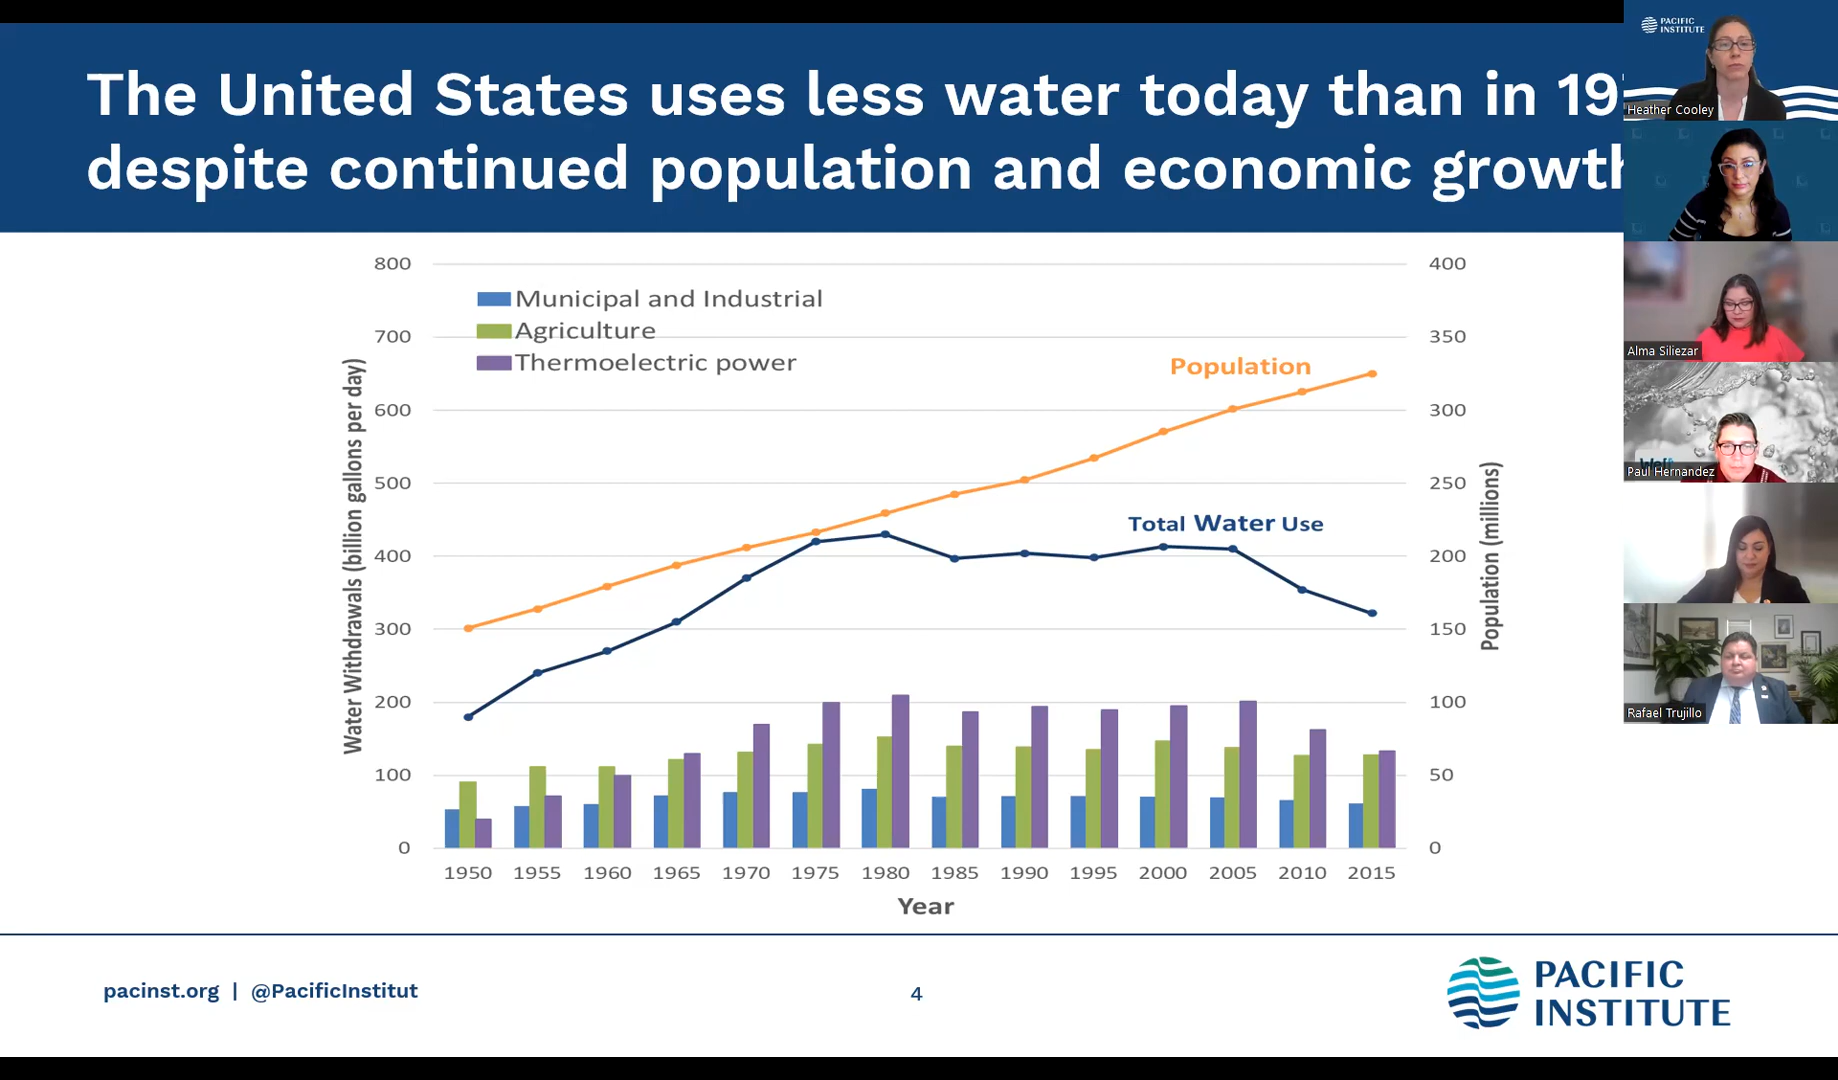 The United States uses less water today than in 19
despite continued population and economic growth
PACIFIC
INSTITUTE
Heather Cooley
Alma Siliezar
Paul Hernandez
Rafael Trujillo
Municipal and Industrial
Agriculture
Thermoelectric power
Population
Total Water Use
Water Withdrawals (billion gallons per day)
800
700
600
500
400
300
200
100
0
Population (millions)
400
350
300
250
200
150
100
50
0
1950 1955 1960 1965 1970 1975 1980 1985 1990 1995 2000 2005 2010 2015
Year
pacinst.org | @PacificInstitut
4
PACIFIC
INSTITUTE